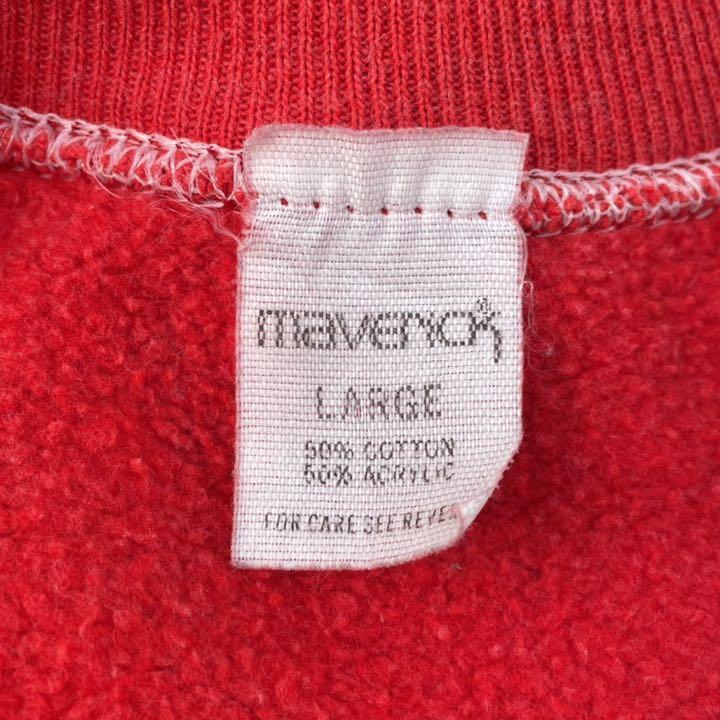 maverick®
LARGE
50% COTTON
50% ACRYLIC
FOR CARE SEE REVE